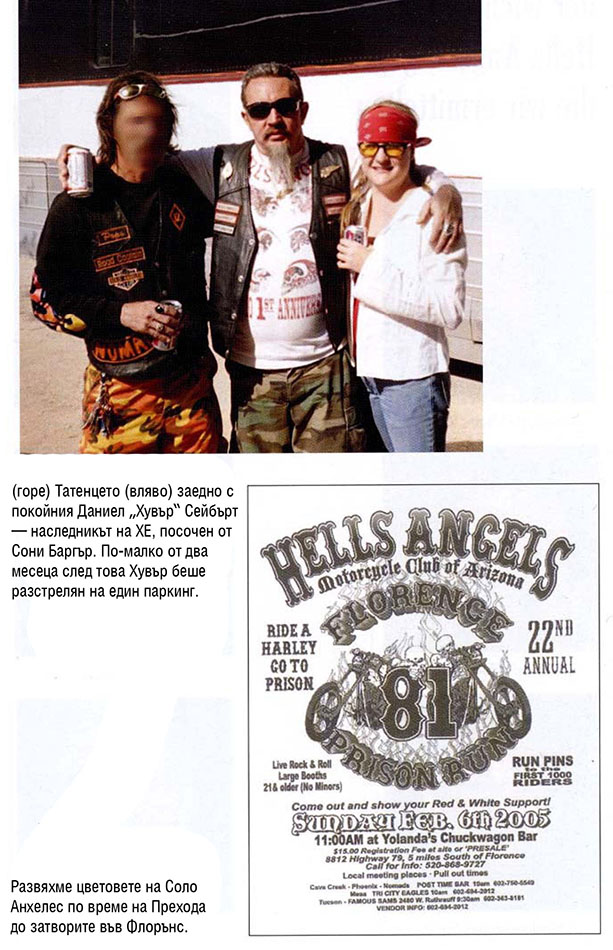 Pops
Road Captain
1ST ANNIVERS
(горе) Татенцето (вляво) заедно с
покойния Даниел „Хувър“ Сейбърт
— наследникът на ХЕ, посочен от
Сони Баргър. По-малко от два
месеца след това Хувър беше
разстрелян на един паркинг.
HELLS ANGELS
Motorcycle Club of Arizona
FLORENCE
RIDE A
HARLEY
GO TO
PRISON
22ND
ANNUAL
81
PRISON RUN
Live Rock & Roll
Large Booths
21& older (No Minors)
RUN PINS
to the
FIRST 1000
RIDERS
Come out and show your Red & White Support!
SUNDAY FEB. 6th 2005
11:00AM at Yolanda's Chuckwagon Bar
$15.00 Registration Fee at site or 'PRESALE'
8812 Highway 79, 5 miles South of Florence
Call for Info: 520-868-9727
Local meeting places · Pull out times
Cave Creek - Phoenix - Nomads POST TIME BAR 10am 602-750-5549
Mesa TRI CITY EAGLES 10am 602-694-2012
Tucson - FAMOUS SAMS 2480 W. Ruthrauff 9:30am 602-363-8181
VENDOR INFO: 602-694-2012
Развяхме цветовете на Соло
Анхелес по време на Прехода
до затворите във Флорънс.